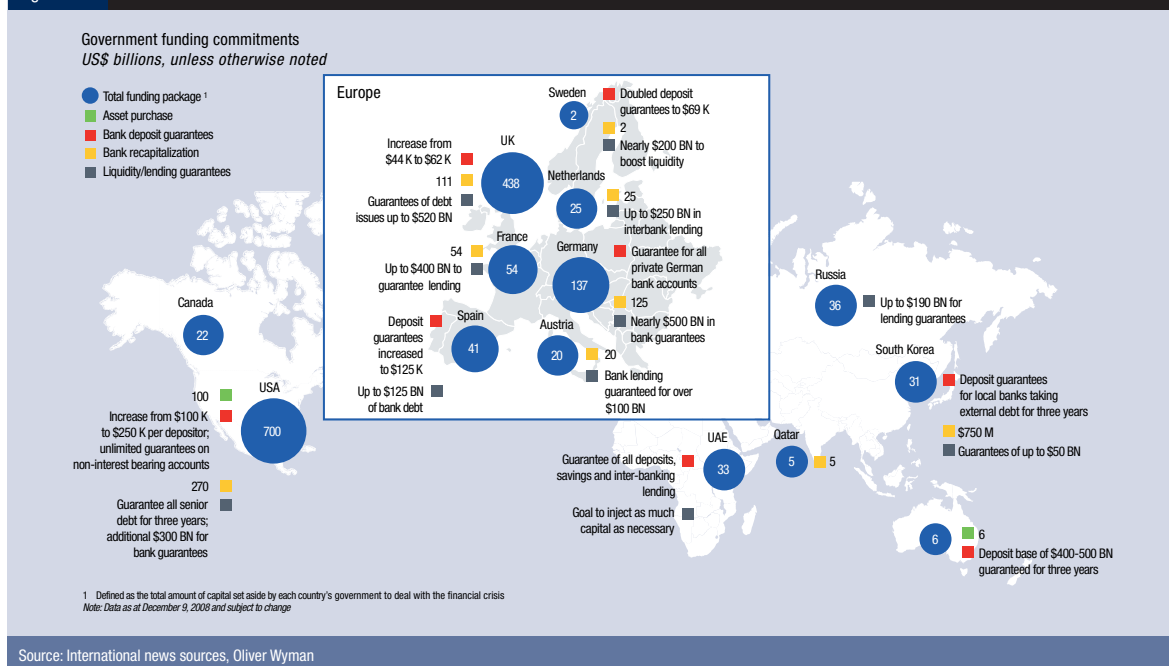 Government funding commitments
US$ billions, unless otherwise noted
Total funding package 1
Asset purchase
Bank deposit guarantees
Bank recapitalization
Liquidity/lending guarantees
Europe
Sweden
2
Doubled deposit
guarantees to $69 K
2
Nearly $200 BN to
boost liquidity
UK
438
Increase from
$44 K to $62 K
111
Guarantees of debt
issues up to $520 BN
Netherlands
25
25
Up to $250 BN in
interbank lending
France
54
54
Up to $400 BN to
guarantee lending
Germany
137
Guarantee for all
private German
bank accounts
125
Nearly $500 BN in
bank guarantees
Spain
41
Deposit
guarantees
increased
to $125 K
Up to $125 BN
of bank debt
Austria
20
20
Bank lending
guaranteed for over
$100 BN
Canada
22
USA
700
100
Increase from $100 K
to $250 K per depositor;
unlimited guarantees on
non-interest bearing accounts
270
Guarantee all senior
debt for three years;
additional $300 BN for
bank guarantees
Russia
36
Up to $190 BN for
lending guarantees
South Korea
31
Deposit guarantees
for local banks taking
external debt for three years
$750 M
Guarantees of up to $50 BN
UAE
33
Guarantee of all deposits,
savings and inter-banking
lending
Goal to inject as much
capital as necessary
Qatar
5
5
6
6
Deposit base of $400-500 BN
guaranteed for three years
1 Defined as the total amount of capital set aside by each country's government to deal with the financial crisis
Note: Data as at December 9, 2008 and subject to change
Source: International news sources, Oliver Wyman